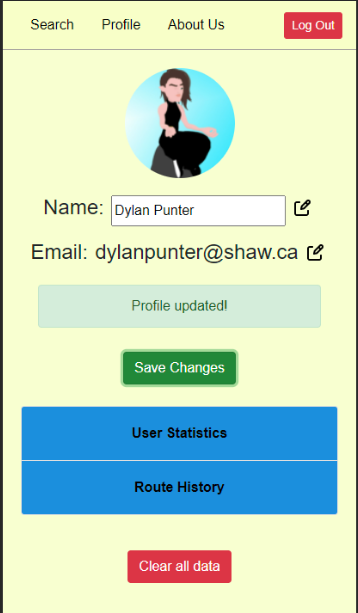 Search Profile About Us Log Out
Name: Dylan Punter
Email: dylanpunter@shaw.ca
Profile updated!
Save Changes
User Statistics
Route History
Clear all data